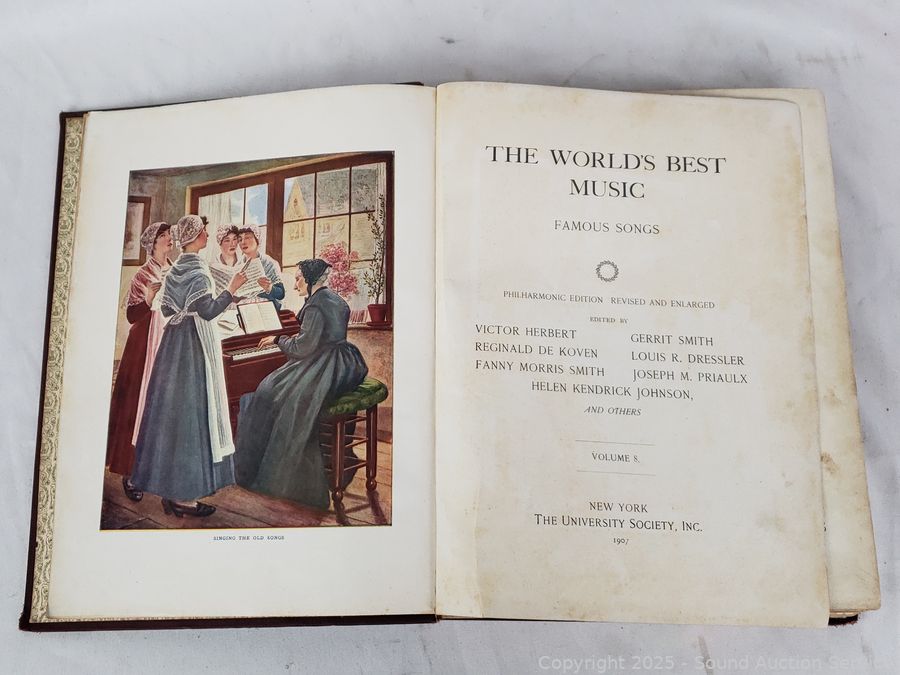 SINGING THE OLD SONGS
THE WORLD'S BEST
MUSIC
FAMOUS SONGS
PHILHARMONIC EDITION REVISED AND ENLARGED
EDITED BY
VICTOR HERBERT GERRIT SMITH
REGINALD DE KOVEN LOUIS R. DRESSLER
FANNY MORRIS SMITH JOSEPH M. PRIAULX
HELEN KENDRICK JOHNSON,
AND OTHERS
VOLUME 8.
NEW YORK
THE UNIVERSITY SOCIETY, INC.
1907
Copyright 2025 - Sound Auction Service